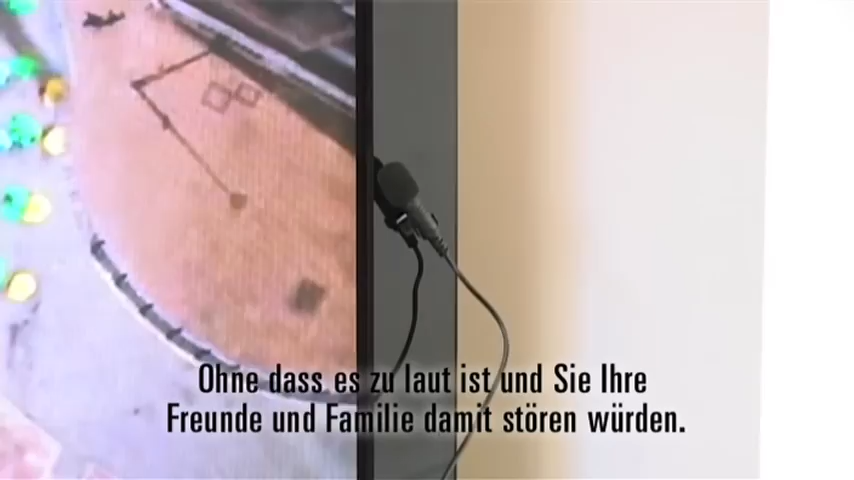 Ohne dass es zu laut ist und Sie Ihre
Freunde und Familie damit stören würden.